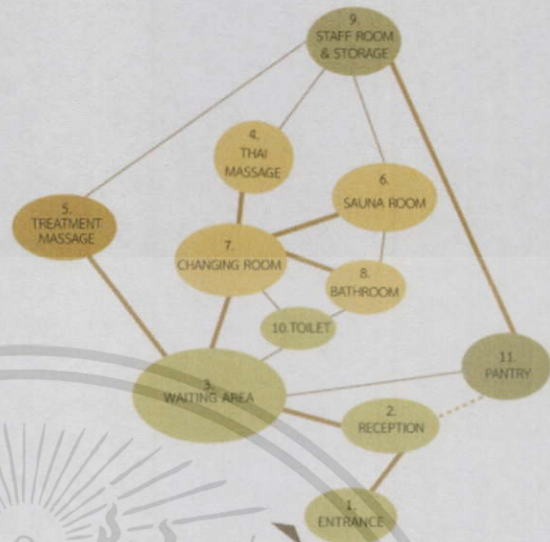 9.
STAFF ROOM
& STORAGE
4.
THAI
MASSAGE
6.
SAUNA ROOM
5.
TREATMENT
MASSAGE
7.
CHANGING ROOM
8.
BATHROOM
10.TOILET
11.
PANTRY
3.
WAITING AREA
2.
RECEPTION
1.
ENTRANCE